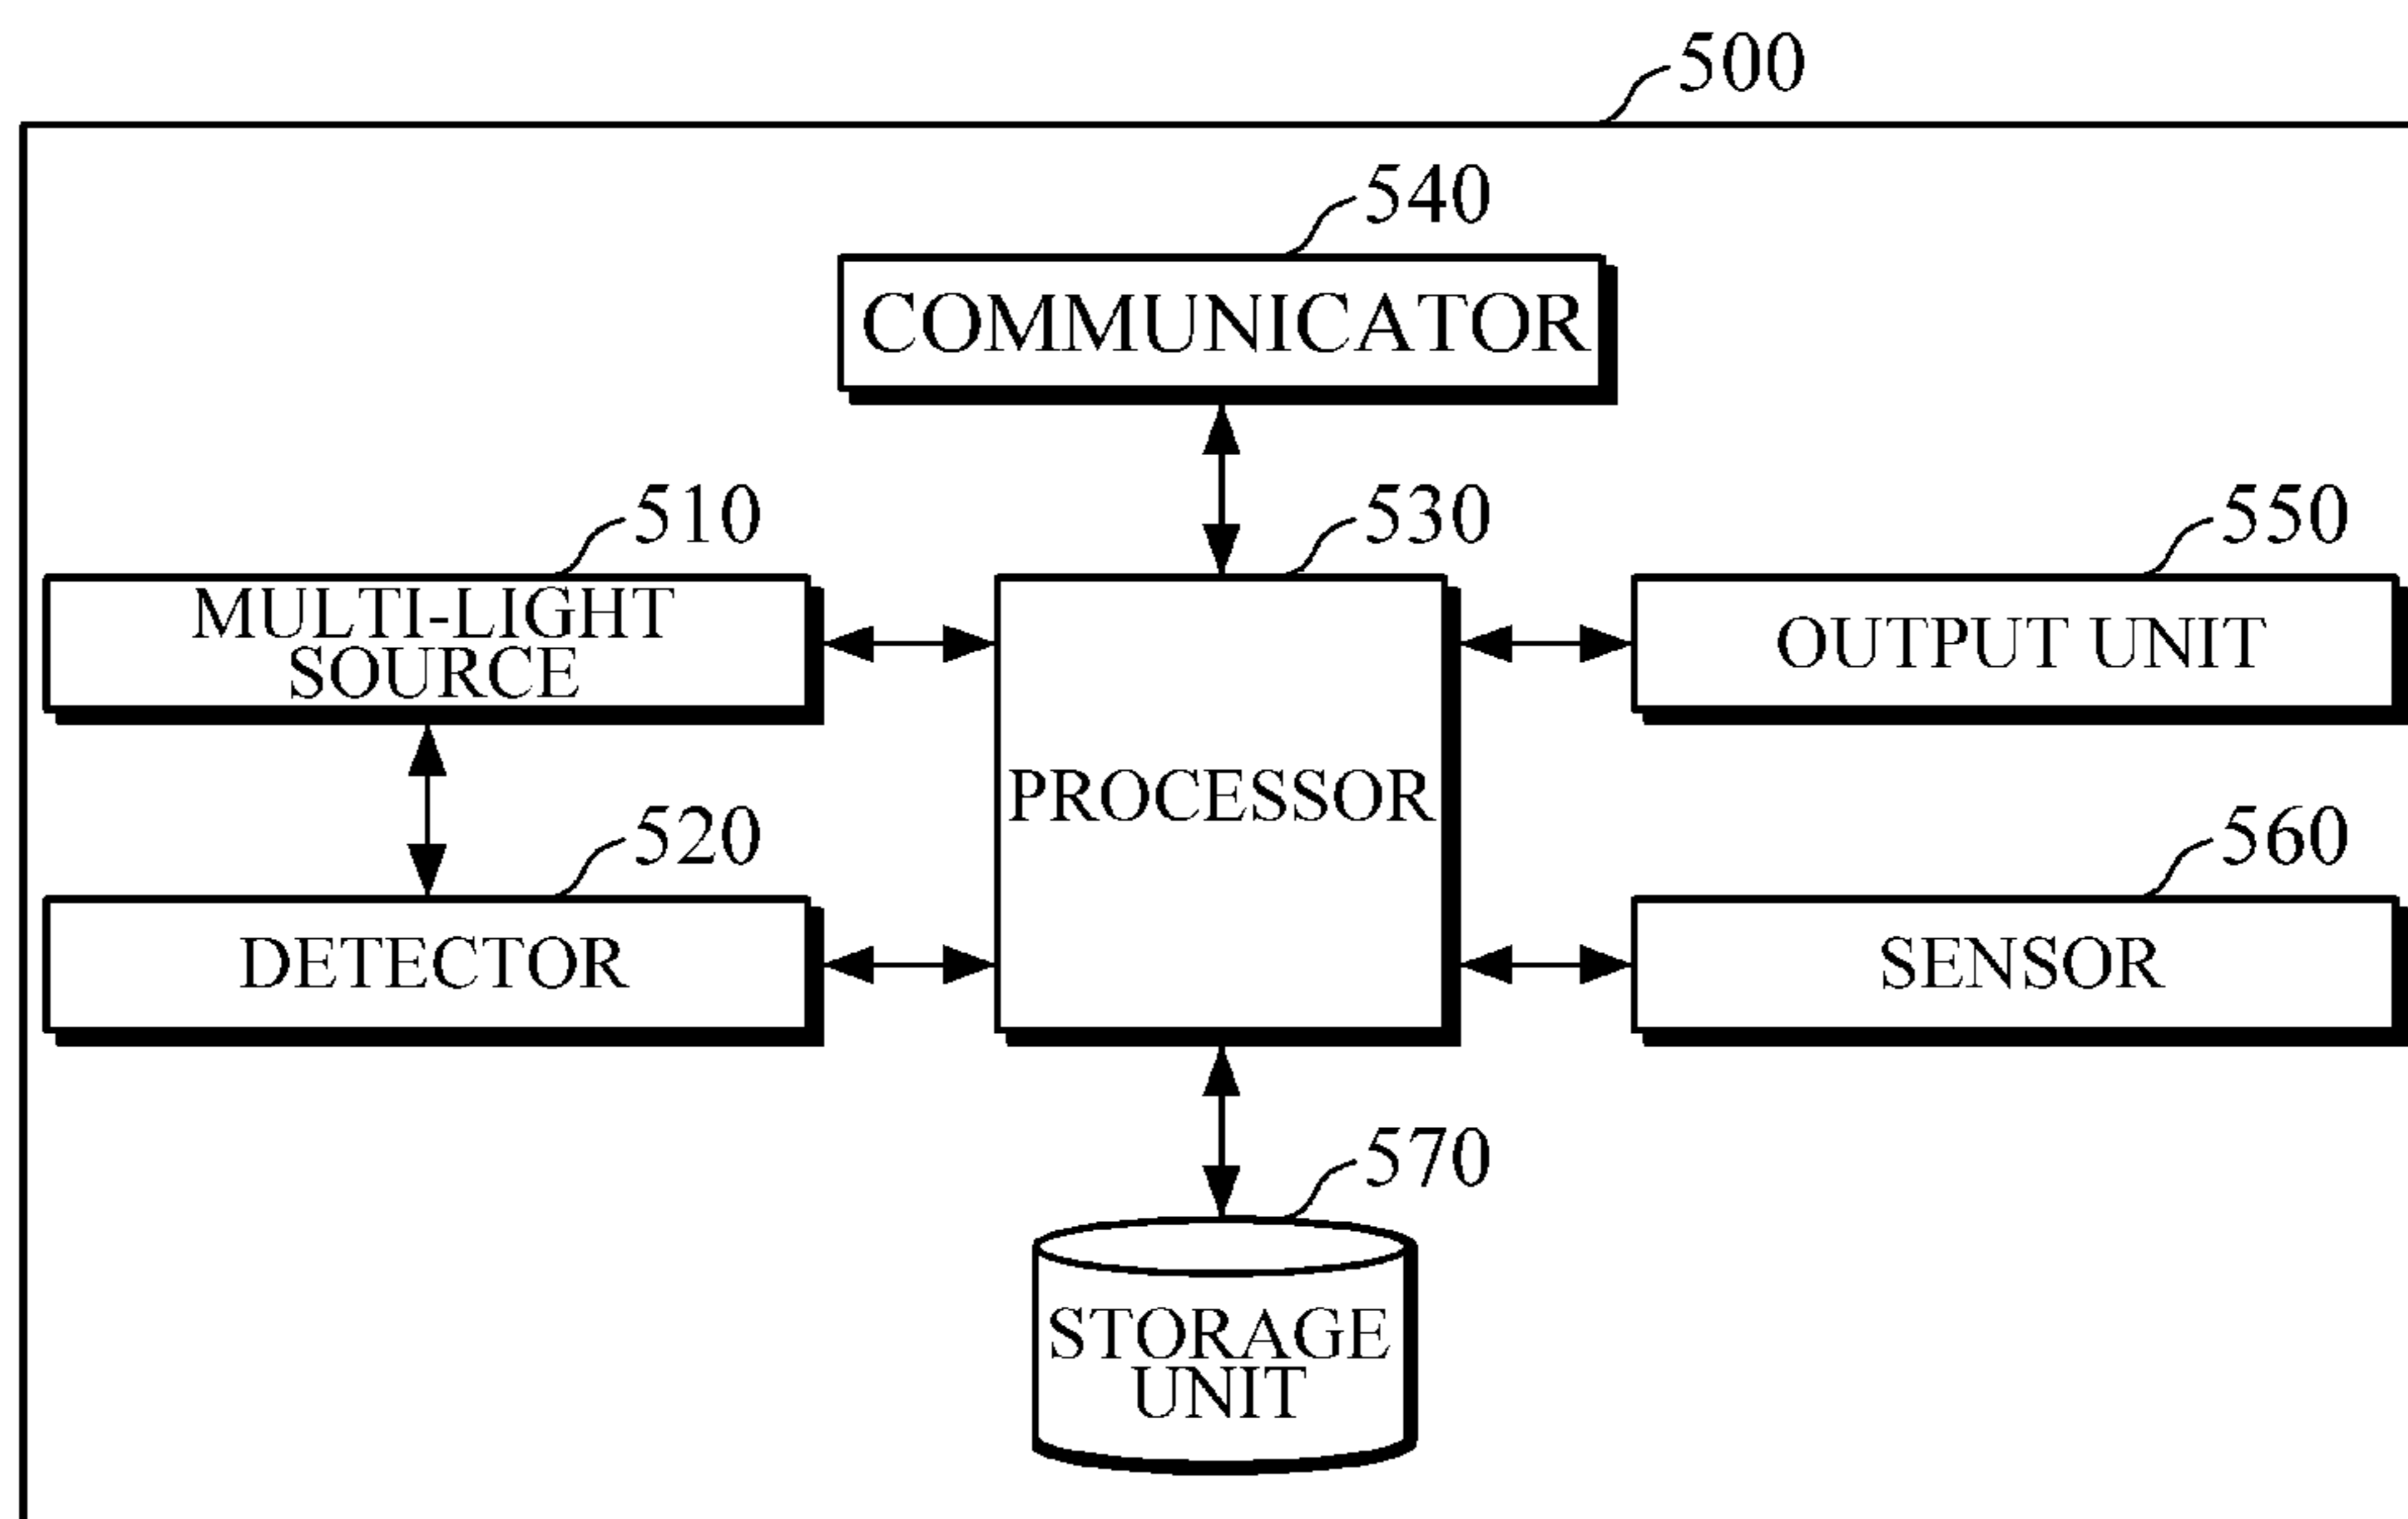 500
540
COMMUNICATOR
510
530
550
MULTI-LIGHT
SOURCE
OUTPUT UNIT
PROCESSOR
520
560
DETECTOR
SENSOR
570
STORAGE
UNIT